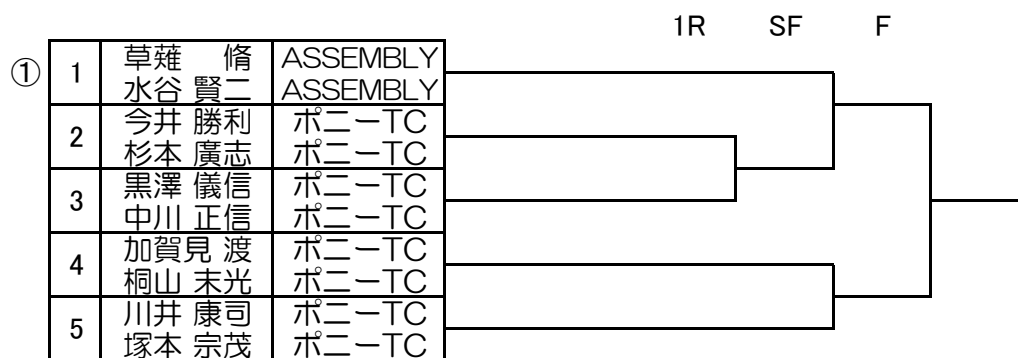 1R SF F
① 1 草薙 脩 ASSEMBLY
水谷 賢二 ASSEMBLY
2 今井 勝利 ポニーTC
杉本 廣志 ポニーTC
3 黒澤 儀信 ポニーTC
中川 正信 ポニーTC
4 加賀見 渡 ポニーTC
桐山 末光 ポニーTC
5 川井 康司 ポニーTC
塚本 宗茂 ポニーTC